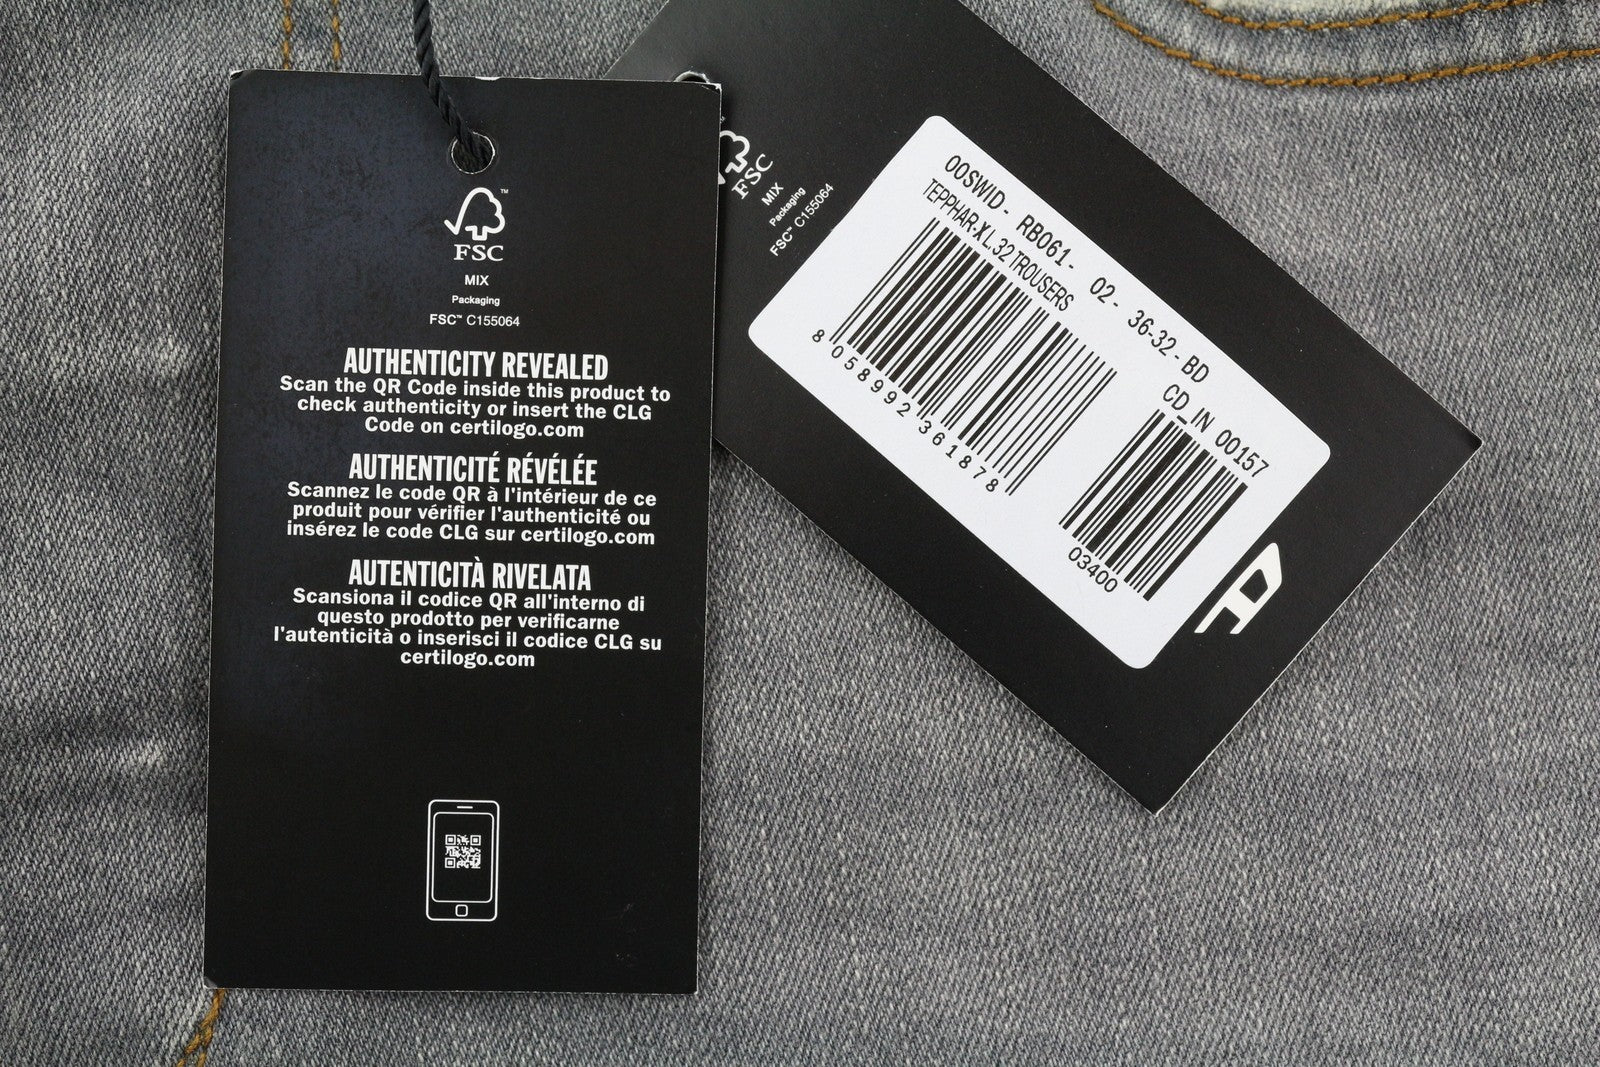 FSC™
MIX
Packaging
FSC™ C155064
AUTHENTICITY REVEALED
Scan the QR Code inside this product to
check authenticity or insert the CLG
Code on certilogo.com
AUTHENTICITÉ RÉVÉLÉE
Scannez le code QR à l'intérieur de ce
produit pour vérifier l'authenticité ou
insérez le code CLG sur certilogo.com
AUTENTICITÀ RIVELATA
Scansiona il codice QR all'interno di
questo prodotto per verificarne
l'autenticità o inserisci il codice CLG su
certilogo.com
FSC
MIX
Packaging
FSC™ C155064
00SWID - RB061 - 02 - 36-32 - BD
TEPPHAR-X L.32 TROUSERS
8 058992 361878
CD_IN 00157
03400
D